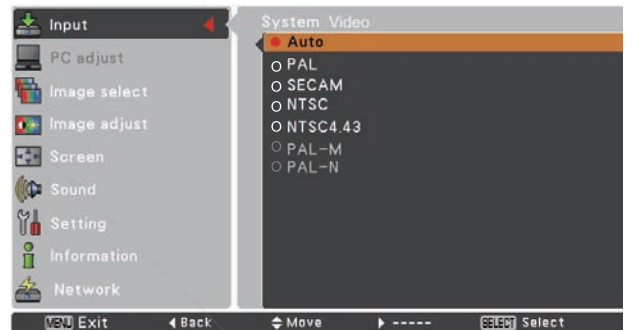 Input
PC adjust
Image select
Image adjust
Screen
Sound
Setting
Information
Network
System Video
Auto
PAL
SECAM
NTSC
NTSC4.43
PAL-M
PAL-N
MENU Exit
Back
Move
-----
SELECT Select